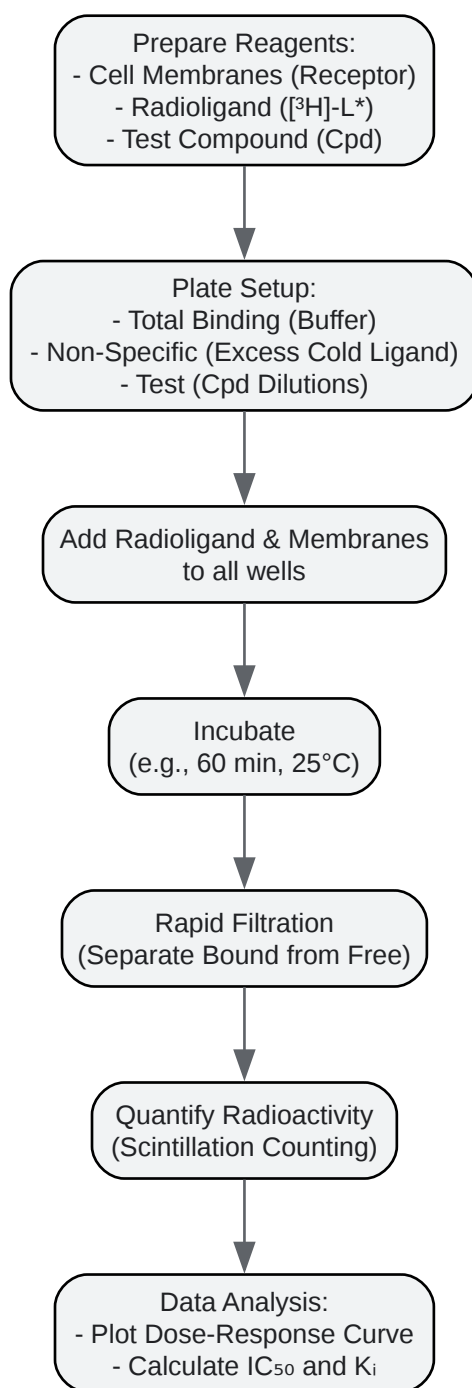 Prepare Reagents:
- Cell Membranes (Receptor)
- Radioligand ([³H]-L*)
- Test Compound (Cpd)
Plate Setup:
- Total Binding (Buffer)
- Non-Specific (Excess Cold Ligand)
- Test (Cpd Dilutions)
Add Radioligand & Membranes
to all wells
Incubate
(e.g., 60 min, 25°C)
Rapid Filtration
(Separate Bound from Free)
Quantify Radioactivity
(Scintillation Counting)
Data Analysis:
- Plot Dose-Response Curve
- Calculate IC₅₀ and Kᵢ